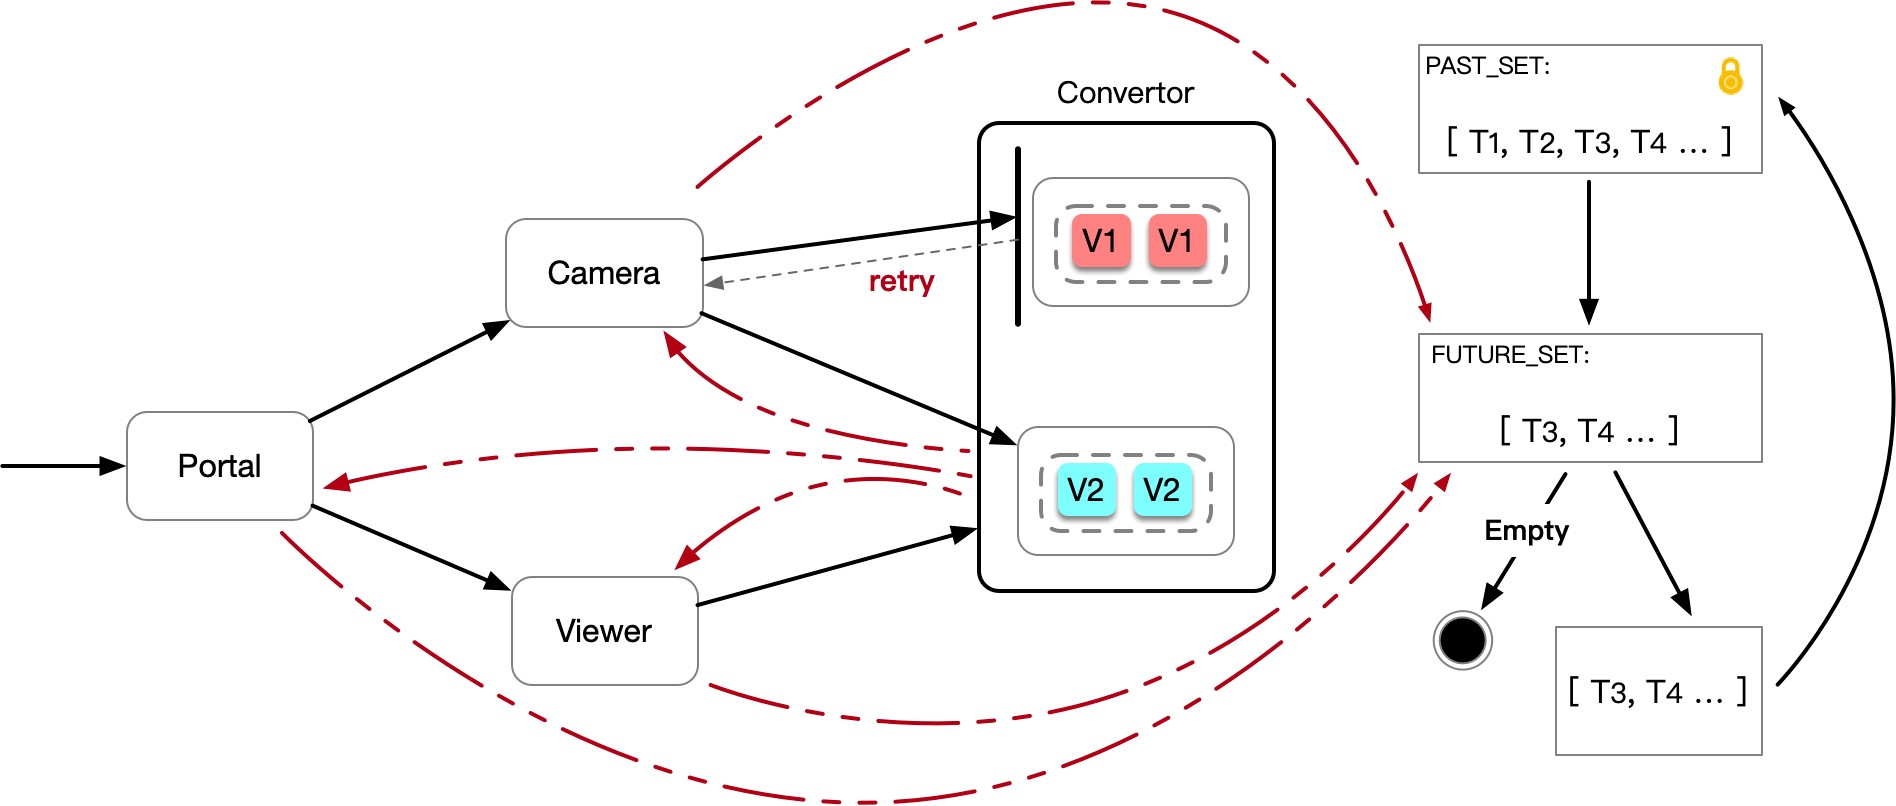 Convertor
PAST_SET:
[ T1, T2, T3, T4 ... ]
V1 V1
Camera
retry
FUTURE_SET:
[ T3, T4 ... ]
Portal
V2 V2
Empty
Viewer
[ T3, T4 ... ]